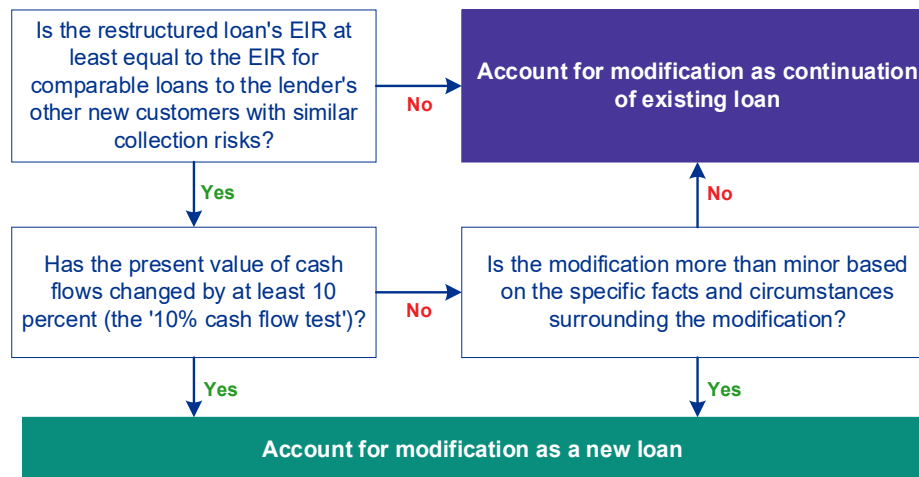 Is the restructured loan's EIR at
least equal to the EIR for
comparable loans to the lender's
other new customers with similar
collection risks?
No
Account for modification as continuation
of existing loan
Yes
No
Has the present value of cash
flows changed by at least 10
percent (the '10% cash flow test')?
No
Is the modification more than minor based
on the specific facts and circumstances
surrounding the modification?
Yes
Yes
Account for modification as a new loan